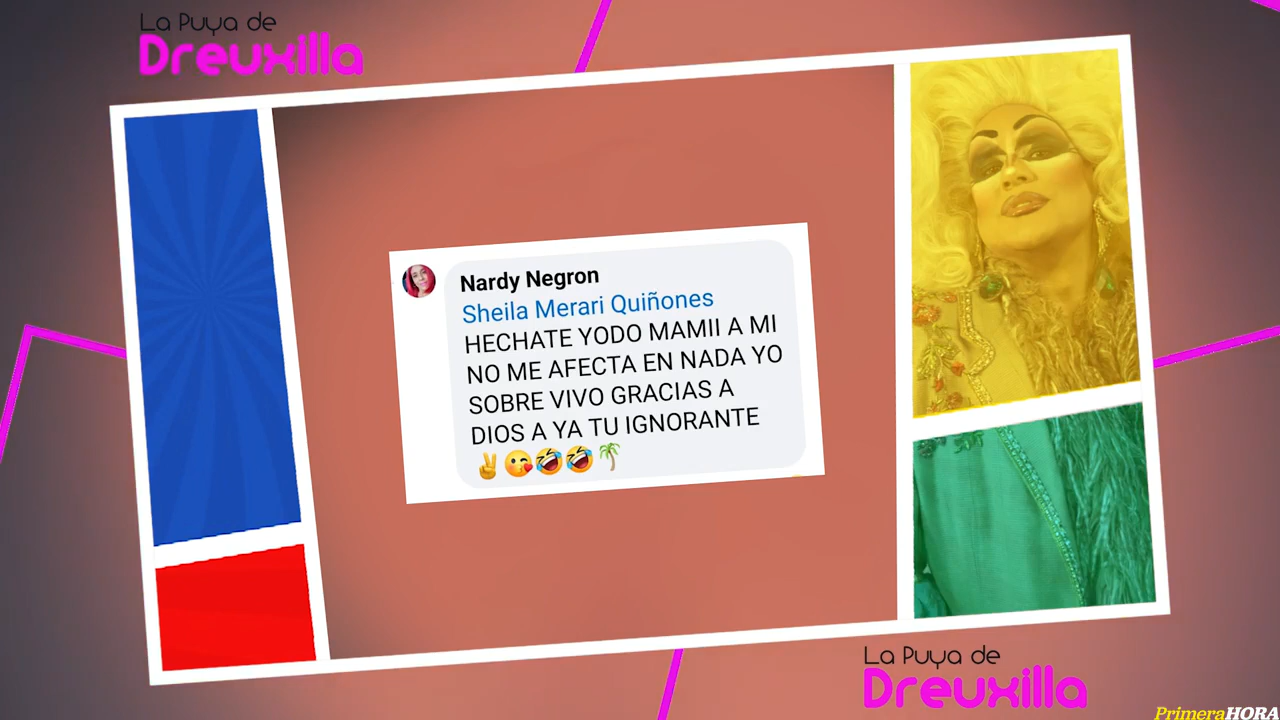 La Puya de
Dreuxilla
Nardy Negron
Sheila Merari Quiñones
HECHATE YODO MAMII A MI
NO ME AFECTA EN NADA YO
SOBRE VIVO GRACIAS A
DIOS A YA TU IGNORANTE
✌😘🤣🤣🌴
La Puya de
Dreuxilla
PrimeraHORA